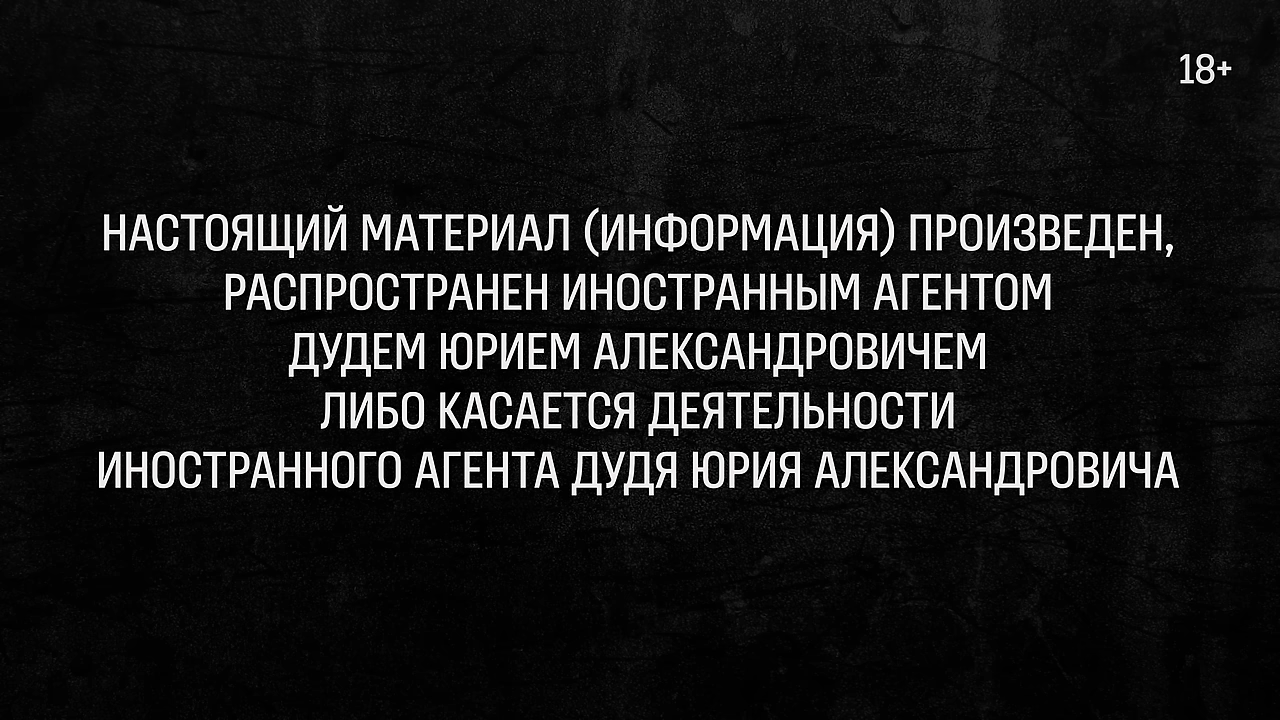 18+
НАСТОЯЩИЙ МАТЕРИАЛ (ИНФОРМАЦИЯ) ПРОИЗВЕДЕН,
РАСПРОСТРАНЕН ИНОСТРАННЫМ АГЕНТОМ
ДУДЕМ ЮРИЕМ АЛЕКСАНДРОВИЧЕМ
ЛИБО КАСАЕТСЯ ДЕЯТЕЛЬНОСТИ
ИНОСТРАННОГО АГЕНТА ДУДЯ ЮРИЯ АЛЕКСАНДРОВИЧА